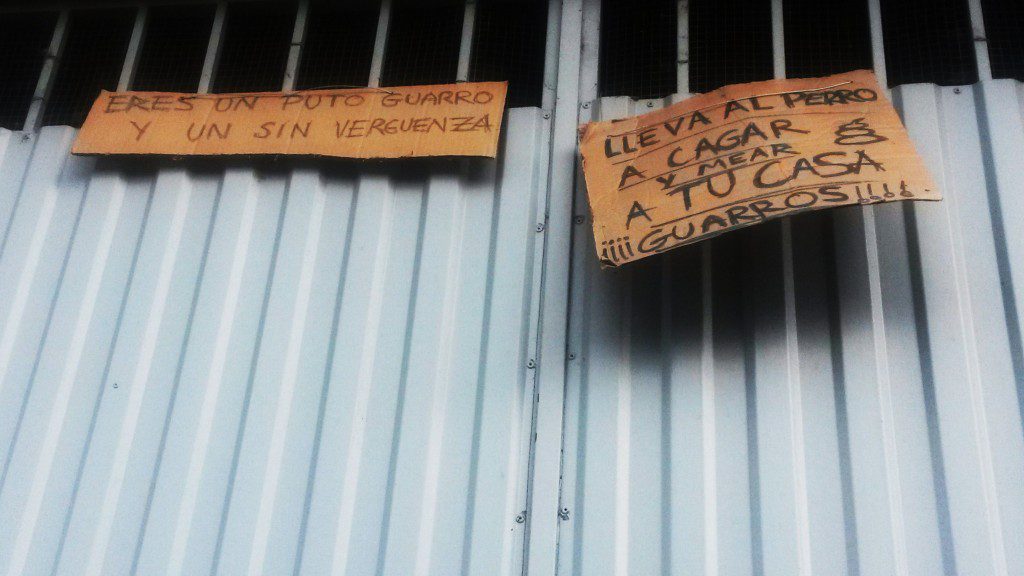 ERES UN PUTO GUARRO
Y UN SIN VERGUENZA
LLEVA AL PERRO
A CAGAR
Y MEAR
A TU CASA
¡¡¡¡GUARROS!!!!